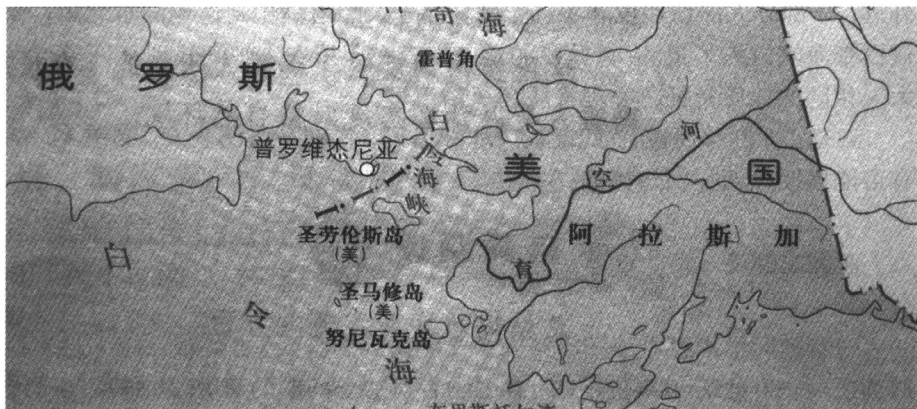 奇海
霍普角
俄罗斯
普罗维杰尼亚
白令海峡
美国
育空河
阿拉斯加
圣劳伦斯岛
(美)
圣马修岛
(美)
努尼瓦克岛
白令海